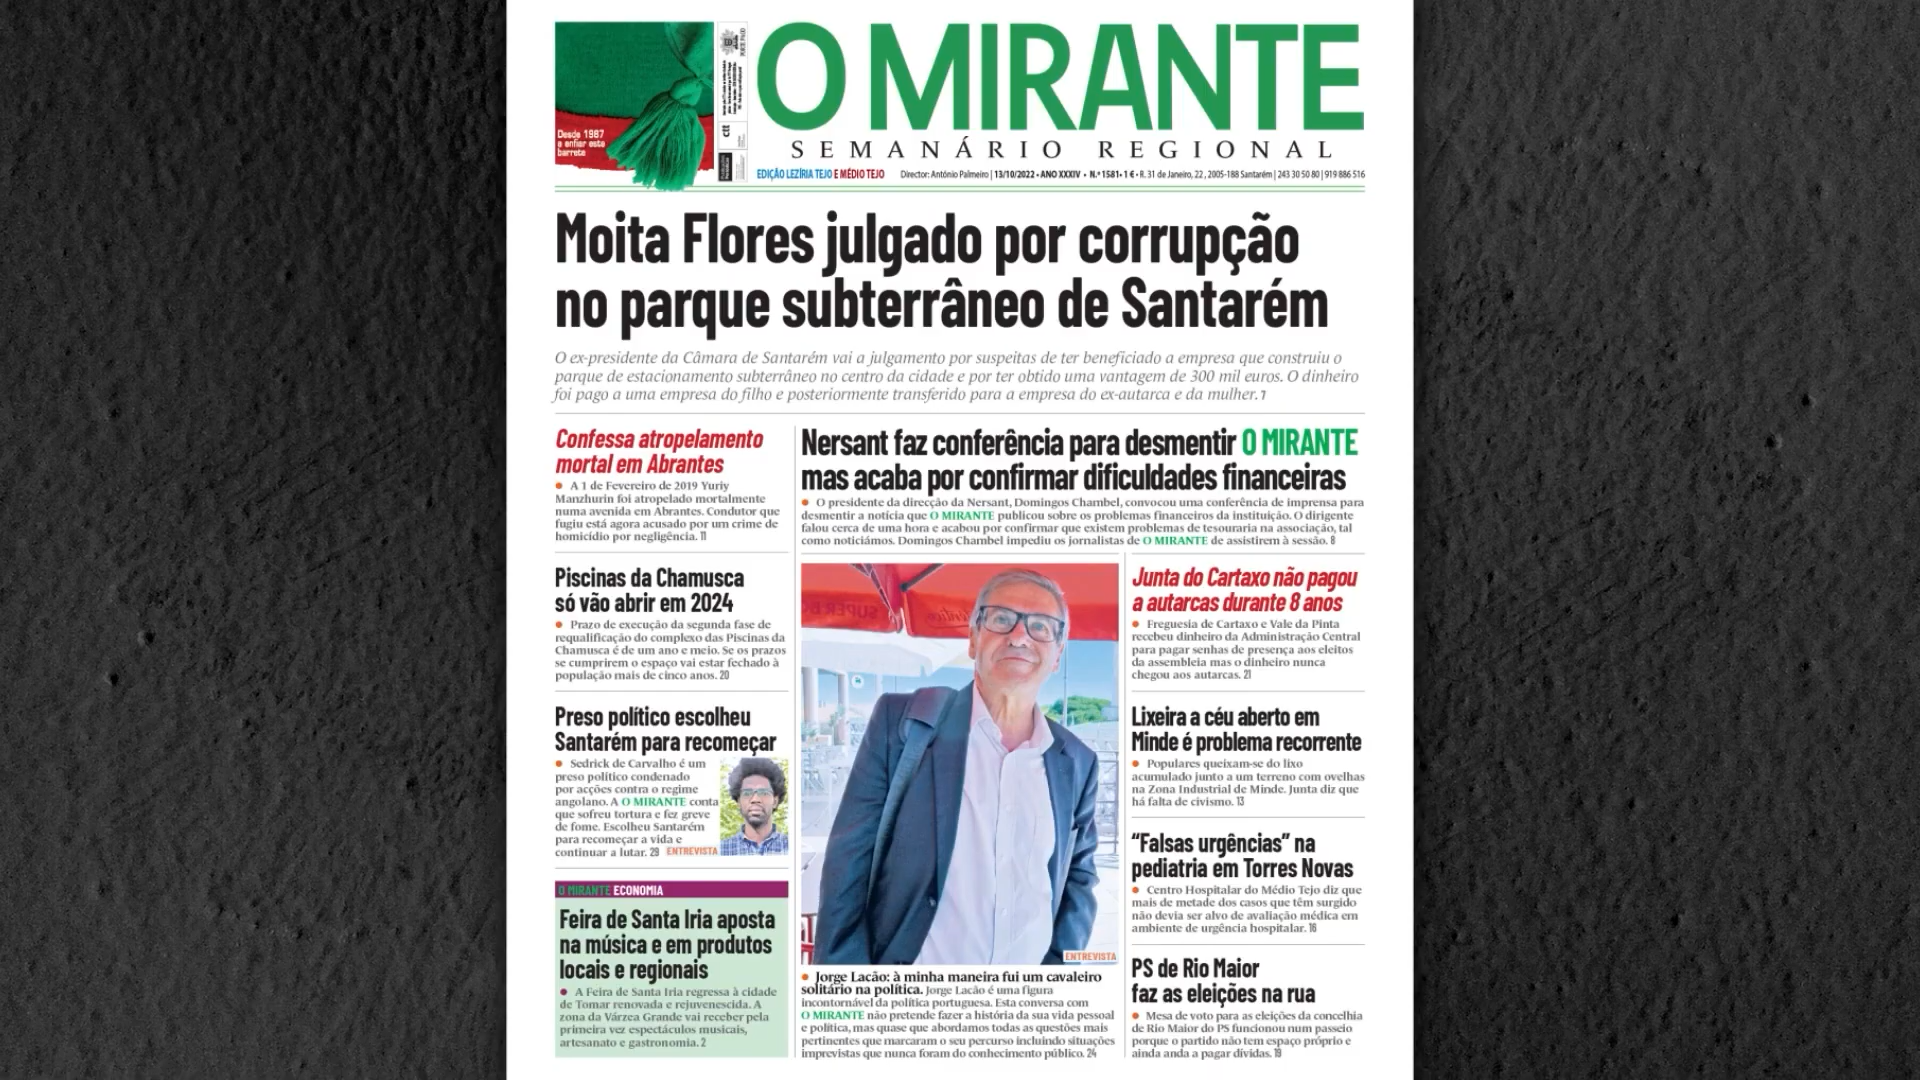 Desde 1987
a enfiar este
barrete
ctt
O MIRANTE
SEMANÁRIO REGIONAL
EDIÇÃO LEZÍRIA TEJO E MÉDIO TEJO
Director: António Palmeiro | 13/10/2022 • ANO XXXIV • N.º 1581 • 1 € • R. 31 de Janeiro, 22, 2005-188 Santarém | 243 30 50 80 | 919 886 516
Moita Flores julgado por corrupção
no parque subterrâneo de Santarém
O ex-presidente da Câmara de Santarém vai a julgamento por suspeitas de ter beneficiado a empresa que construiu o
parque de estacionamento subterrâneo no centro da cidade e por ter obtido uma vantagem de 300 mil euros. O dinheiro
foi pago a uma empresa do filho e posteriormente transferido para a empresa do ex-autarca e da mulher. 7
Confessa atropelamento
mortal em Abrantes
• A 1 de Fevereiro de 2019 Yuriy
Manzhurin foi atropelado mortalmente
numa avenida em Abrantes. Condutor que
fugiu está agora acusado por um crime de
homicídio por negligência. 11
Piscinas da Chamusca
só vão abrir em 2024
• Prazo de execução da segunda fase de
requalificação do complexo das Piscinas da
Chamusca é de um ano e meio. Se os prazos
se cumprirem o espaço vai estar fechado à
população mais de cinco anos. 20
Preso político escolheu
Santarém para recomeçar
• Sedrick de Carvalho é um
preso político condenado
por acções contra o regime
angolano. A O MIRANTE conta
que sofreu tortura e fez greve
de fome. Escolheu Santarém
para recomeçar a vida e
continuar a lutar. 29 ENTREVISTA
O MIRANTE ECONOMIA
Feira de Santa Iria aposta
na música e em produtos
locais e regionais
• A Feira de Santa Iria regressa à cidade
de Tomar renovada e rejuvenescida. A
zona da Várzea Grande vai receber pela
primeira vez espectáculos musicais,
artesanato e gastronomia. 2
Nersant faz conferência para desmentir O MIRANTE
mas acaba por confirmar dificuldades financeiras
• O presidente da direcção da Nersant, Domingos Chambel, convocou uma conferência de imprensa para
desmentir a notícia que O MIRANTE publicou sobre os problemas financeiros da instituição. O dirigente
falou cerca de uma hora e acabou por confirmar que existem problemas de tesouraria na associação, tal
como noticiámos. Domingos Chambel impediu os jornalistas de O MIRANTE de assistirem à sessão. 8
SUPER BO
ENTREVISTA
• Jorge Lacão: à minha maneira fui um cavaleiro
solitário na política. Jorge Lacão é uma figura
incontornável da política portuguesa. Esta conversa com
O MIRANTE não pretende fazer a história da sua vida pessoal
e política, mas quase que abordamos todas as questões mais
pertinentes que marcaram o seu percurso incluindo situações
imprevistas que nunca foram do conhecimento público. 24
Junta do Cartaxo não pagou
a autarcas durante 8 anos
• Freguesia de Cartaxo e Vale da Pinta
recebeu dinheiro da Administração Central
para pagar senhas de presença aos eleitos
da assembleia mas o dinheiro nunca
chegou aos autarcas. 21
Lixeira a céu aberto em
Minde é problema recorrente
• Populares queixam-se do lixo
acumulado junto a um terreno com ovelhas
na Zona Industrial de Minde. Junta diz que
há falta de civismo. 13
“Falsas urgências” na
pediatria em Torres Novas
• Centro Hospitalar do Médio Tejo diz que
mais de metade dos casos que têm surgido
não devia ser alvo de avaliação médica em
ambiente de urgência hospitalar. 16
PS de Rio Maior
faz as eleições na rua
• Mesa de voto para as eleições da concelhia
de Rio Maior do PS funcionou num passeio
porque o partido não tem espaço próprio e
ainda anda a pagar dívidas. 19